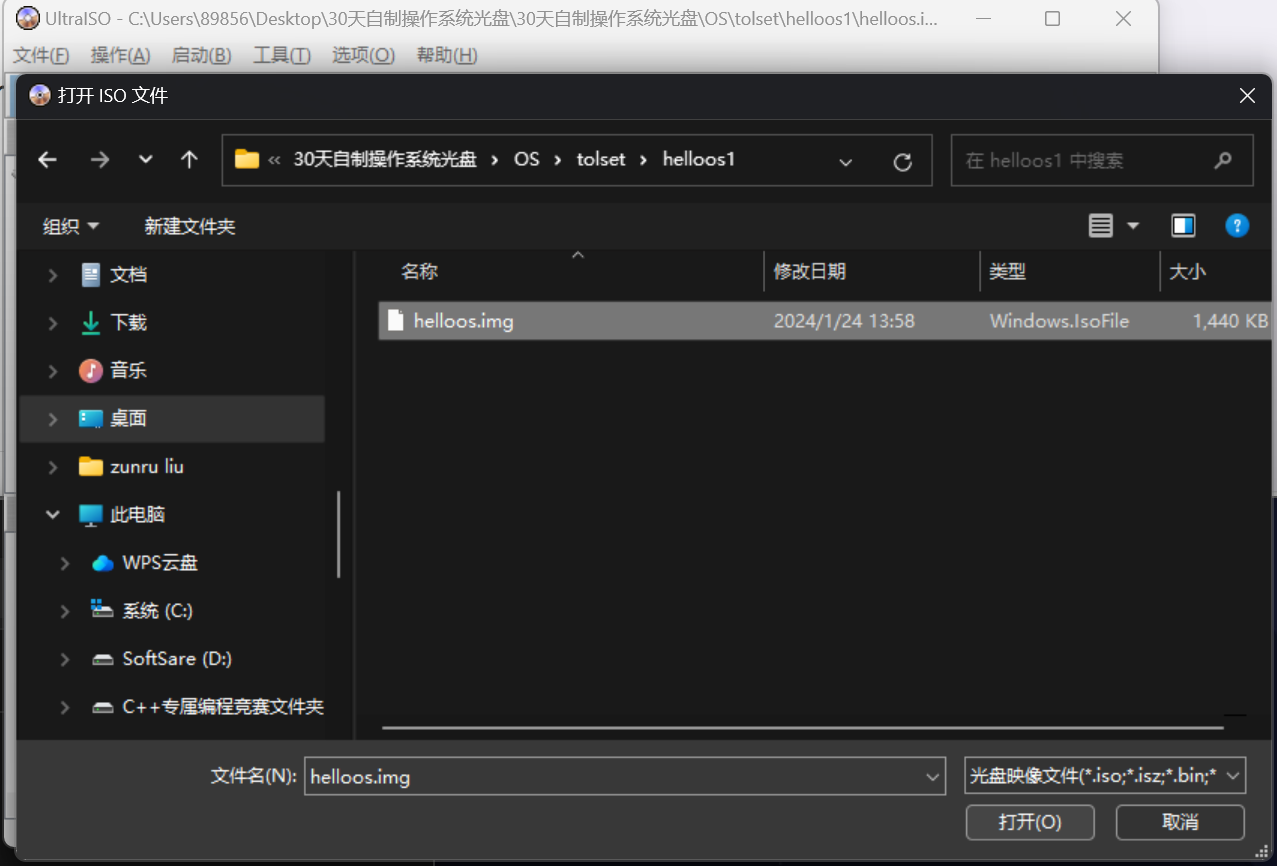 UltraISO - C:\Users\89856\Desktop\30天自制操作系统光盘\30天自制操作系统光盘\OS\tolset\helloos1\helloos.i...
文件(F) 操作(A) 启动(B) 工具(T) 选项(O) 帮助(H)
打开 ISO 文件
« 30天自制操作系统光盘 › OS › tolset › helloos1
在 helloos1 中搜索
组织 新建文件夹
名称 修改日期 类型 大小
helloos.img 2024/1/24 13:58 Windows.IsoFile 1,440 KB
文档
下载
音乐
桌面
zunru liu
此电脑
WPS云盘
系统 (C:)
SoftSare (D:)
C++专属编程竞赛文件夹
文件名(N): helloos.img
光盘映像文件(*.iso;*.isz;*.bin;*
打开(O) 取消